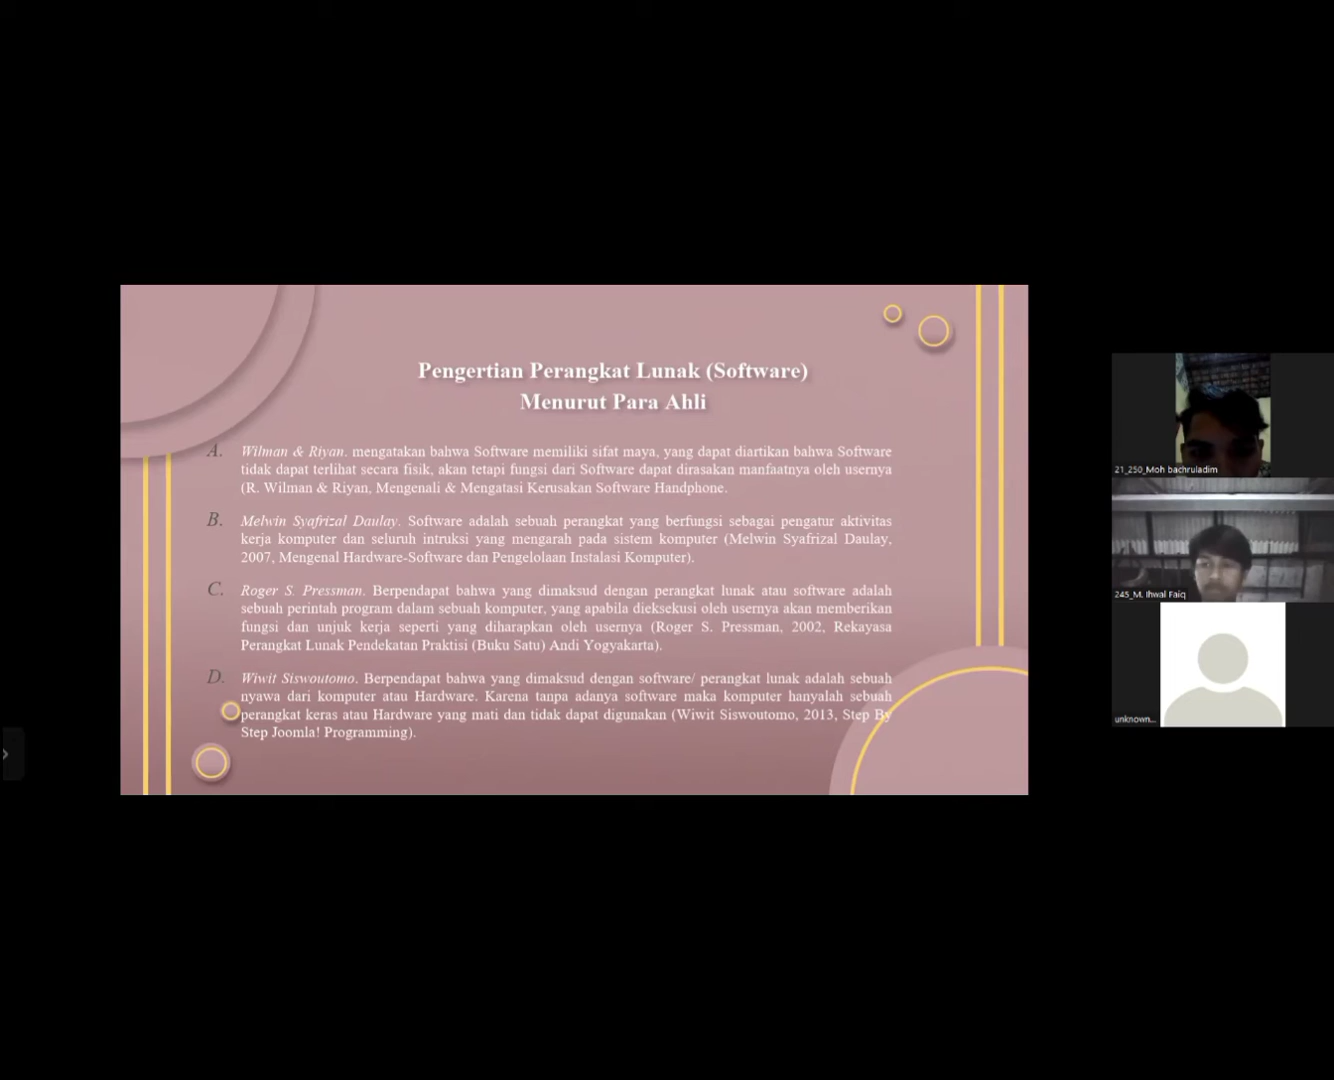 Pengertian Perangkat Lunak (Software)
Menurut Para Ahli
A. Wilman & Riyan. mengatakan bahwa Software memiliki sifat maya, yang dapat diartikan bahwa Software
tidak dapat terlihat secara fisik, akan tetapi fungsi dari Software dapat dirasakan manfaatnya oleh usernya
(R. Wilman & Riyan, Mengenali & Mengatasi Kerusakan Software Handphone.
B. Melwin Syafrizal Daulay. Software adalah sebuah perangkat yang berfungsi sebagai pengatur aktivitas
kerja komputer dan seluruh intruksi yang mengarah pada sistem komputer (Melwin Syafrizal Daulay,
2007, Mengenal Hardware-Software dan Pengelolaan Instalasi Komputer).
C. Roger S. Pressman. Berpendapat bahwa yang dimaksud dengan perangkat lunak atau software adalah
sebuah perintah program dalam sebuah komputer, yang apabila dieksekusi oleh usernya akan memberikan
fungsi dan unjuk kerja seperti yang diharapkan oleh usernya (Roger S. Pressman, 2002, Rekayasa
Perangkat Lunak Pendekatan Praktisi (Buku Satu) Andi Yogyakarta).
D. Wiwit Siswoutomo. Berpendapat bahwa yang dimaksud dengan software/ perangkat lunak adalah sebuah
nyawa dari komputer atau Hardware. Karena tanpa adanya software maka komputer hanyalah sebuah
perangkat keras atau Hardware yang mati dan tidak dapat digunakan (Wiwit Siswoutomo, 2013, Step By
Step Joomla! Programming).
21_250_Moh bachruladim
245_M. Ihwal Faiq
unknown...